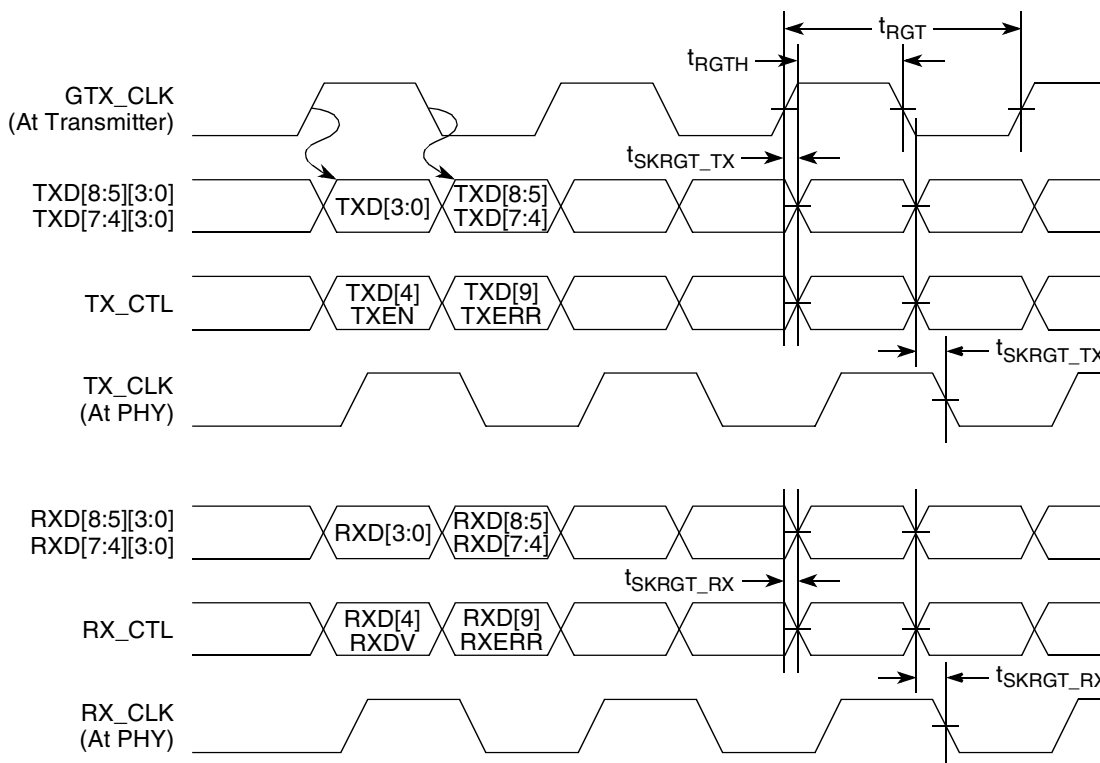 tRGT
tRGTH
GTX_CLK
(At Transmitter)
tSKRGT_TX
TXD[8:5][3:0]
TXD[7:4][3:0]
TXD[3:0]
TXD[8:5]
TXD[7:4]
TX_CTL
TXD[4]
TXEN
TXD[9]
TXERR
tSKRGT_TX
TX_CLK
(At PHY)
RXD[8:5][3:0]
RXD[7:4][3:0]
RXD[3:0]
RXD[8:5]
RXD[7:4]
tSKRGT_RX
RX_CTL
RXD[4]
RXDV
RXD[9]
RXERR
tSKRGT_RX
RX_CLK
(At PHY)